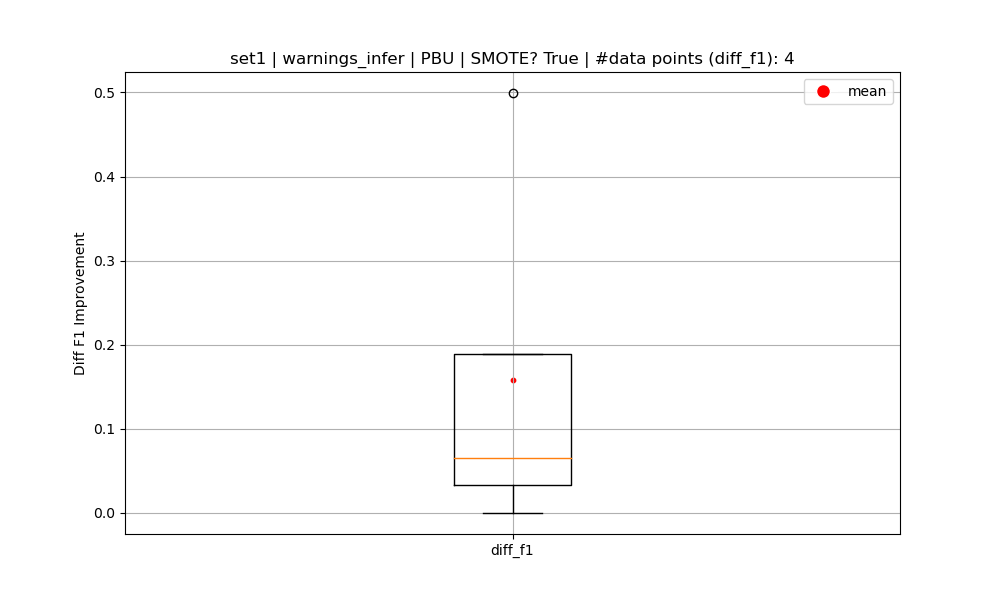 set1 | warnings_infer | PBU | SMOTE? True | #data points (diff_f1): 4
mean
0.5
0.4
0.3
0.2
0.1
0.0
Diff F1 Improvement
diff_f1